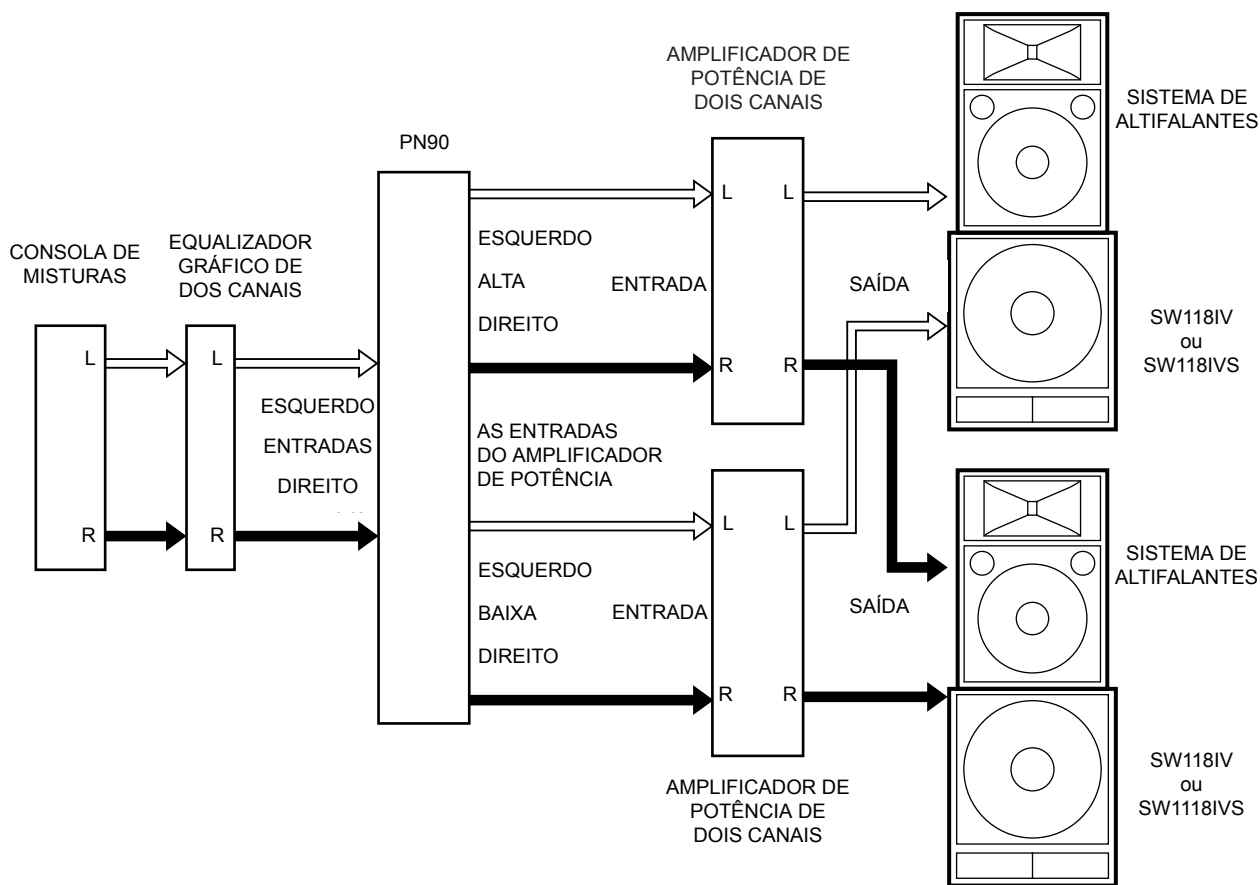 AMPLIFICADOR DE
POTÊNCIA DE
DOIS CANAIS
SISTEMA DE
ALTIFALANTES
PN90
L
L
CONSOLA DE
MISTURAS
EQUALIZADOR
GRÁFICO DE
DOS CANAIS
ESQUERDO
ALTA
DIREITO
ENTRADA
SAÍDA
SW118IV
ou
SW118IVS
L
L
R
R
ESQUERDO
ENTRADAS
DIREITO
AS ENTRADAS
DO AMPLIFICADOR
DE POTÊNCIA
R
R
L
L
ESQUERDO
BAIXA
DIREITO
ENTRADA
SAÍDA
SISTEMA DE
ALTIFALANTES
R
R
AMPLIFICADOR DE
POTÊNCIA DE
DOIS CANAIS
SW118IV
ou
SW1118IVS